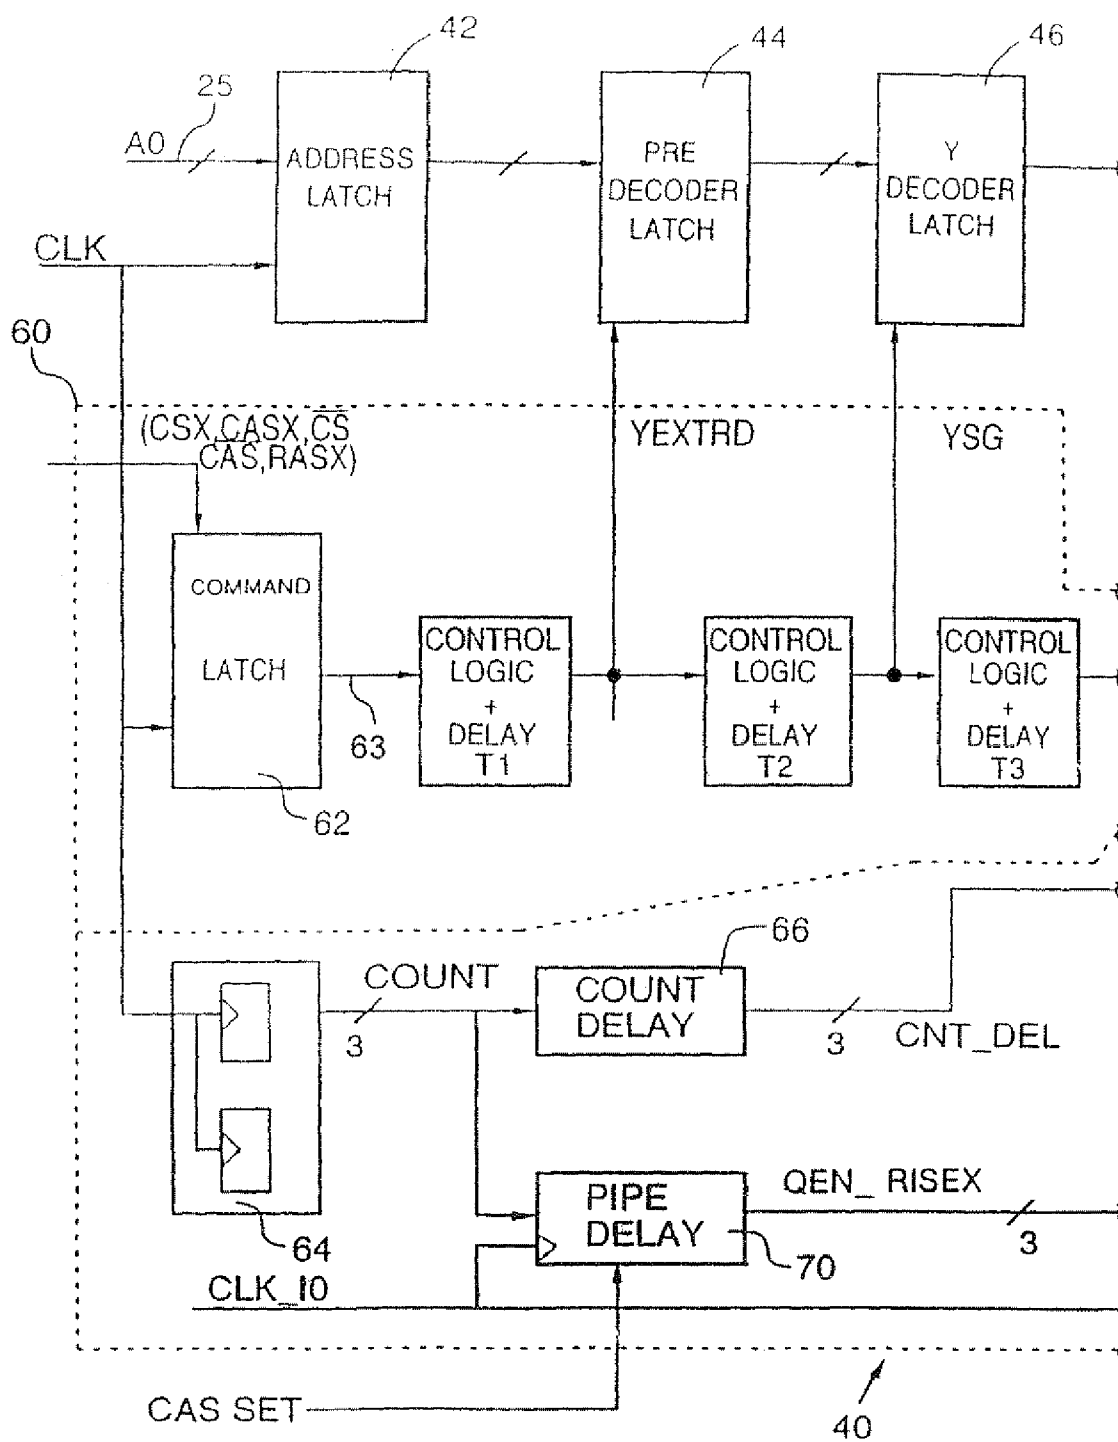 42
44
46
25
A0
ADDRESS
LATCH
PRE
DECODER
LATCH
Y
DECODER
LATCH
CLK
60
(CSX,CASX,C̅S̅
C̅A̅S̅,RASX)
YEXTRD
YSG
COMMAND
LATCH
63
62
CONTROL
LOGIC
+
DELAY
T1
CONTROL
LOGIC
+
DELAY
T2
CONTROL
LOGIC
+
DELAY
T3
66
COUNT
3
COUNT
DELAY
3
CNT_DEL
64
PIPE
DELAY
70
QEN_ RISEX
3
CLK_I0
CAS SET
40